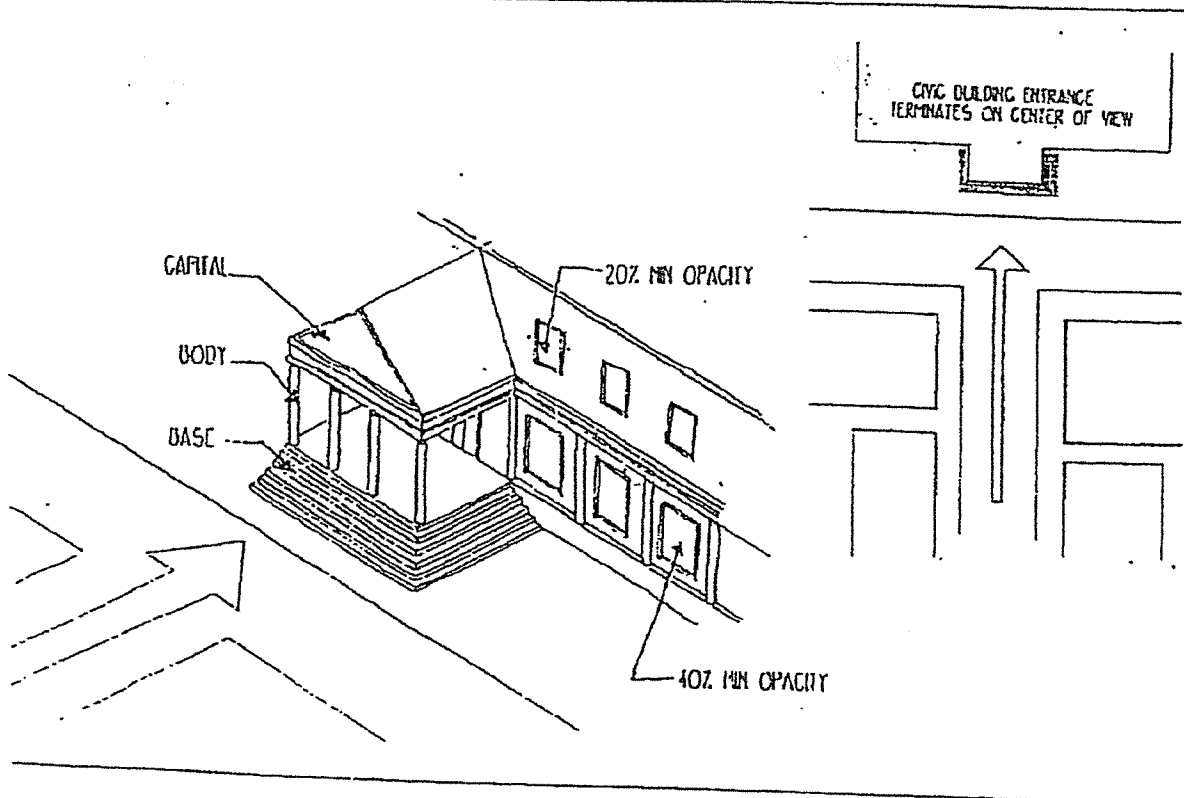 CIVIC BUILDING ENTRANCE
TERMINATES ON CENTER OF VIEW
CAPITAL
20% MIN OPACITY
BODY
BASE
40% MIN OPACITY